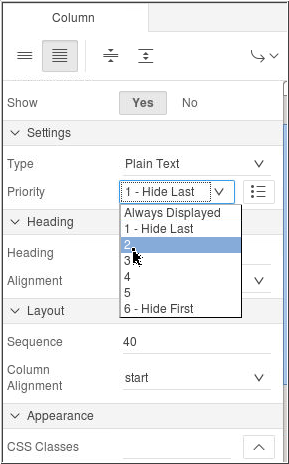 Column
Show Yes No
Settings
Type Plain Text
Priority 1 - Hide Last
Always Displayed
1 - Hide Last
Heading
2
Heading
3
4
Alignment
5
Layout
6 - Hide First
Sequence 40
Column
Alignment start
Appearance
CSS Classes